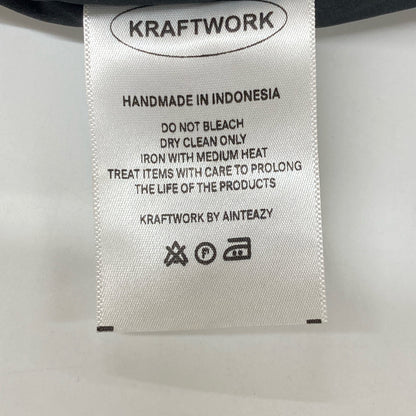 KRAFTWORK
HANDMADE IN INDONESIA
DO NOT BLEACH
DRY CLEAN ONLY
IRON WITH MEDIUM HEAT
TREAT ITEMS WITH CARE TO PROLONG
THE LIFE OF THE PRODUCTS
KRAFTWORK BY AINTEAZY
P